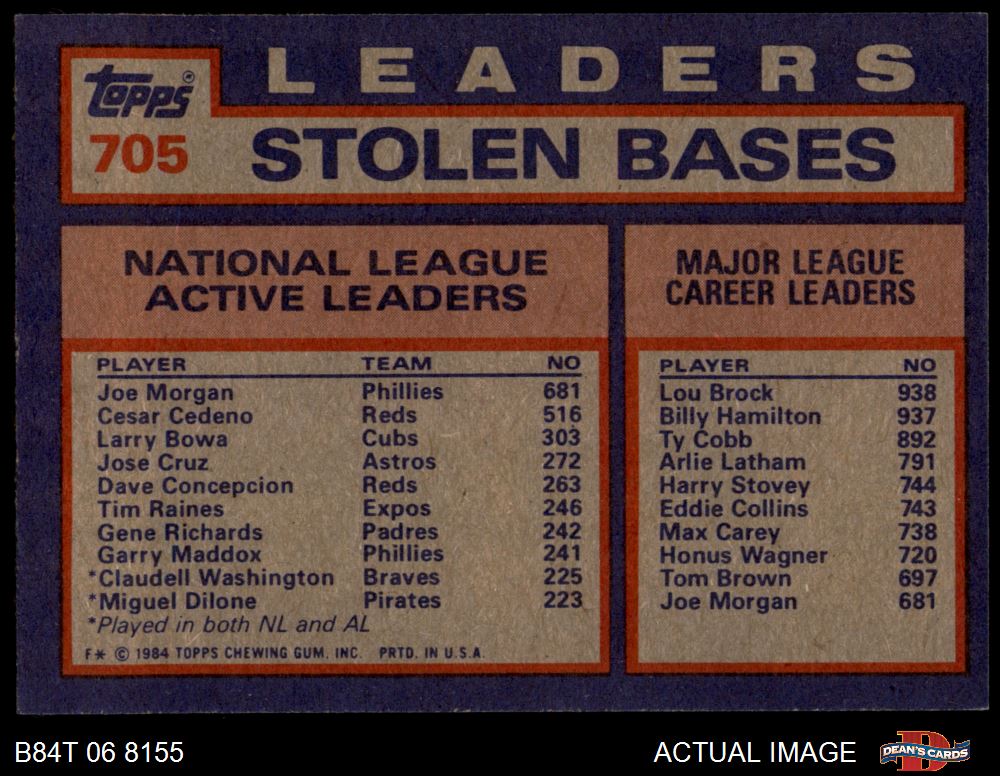 topps
705
LEADERS
STOLEN BASES
NATIONAL LEAGUE
ACTIVE LEADERS
PLAYER TEAM NO
Joe Morgan Phillies 681
Cesar Cedeno Reds 516
Larry Bowa Cubs 303
Jose Cruz Astros 272
Dave Concepcion Reds 263
Tim Raines Expos 246
Gene Richards Padres 242
Garry Maddox Phillies 241
*Claudell Washington Braves 225
*Miguel Dilone Pirates 223
*Played in both NL and AL
F* © 1984 TOPPS CHEWING GUM, INC. PRTD. IN U.S.A.
MAJOR LEAGUE
CAREER LEADERS
PLAYER NO
Lou Brock 938
Billy Hamilton 937
Ty Cobb 892
Arlie Latham 791
Harry Stovey 744
Eddie Collins 743
Max Carey 738
Honus Wagner 720
Tom Brown 697
Joe Morgan 681
B84T 06 8155
ACTUAL IMAGE
DEAN'S CARDS